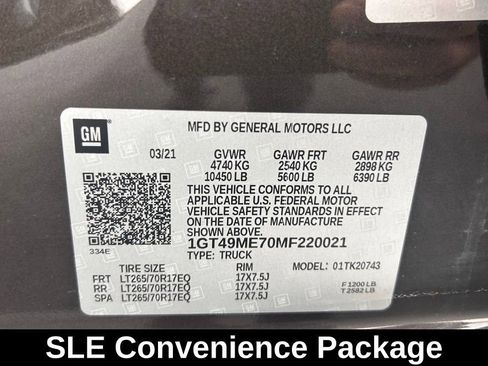 GM
MFD BY GENERAL MOTORS LLC
03/21 GVWR GAWR FRT GAWR RR
4740 KG 2540 KG 2898 KG
10450 LB 5600 LB 6390 LB
THIS VEHICLE CONFORMS TO ALL
APPLICABLE U.S. FEDERAL MOTOR
VEHICLE SAFETY STANDARDS IN EFFECT
ON THE DATE OF MANUFACTURE SHOWN
ABOVE.
1GT49ME70MF220021
334E
TYPE: TRUCK MODEL: 01TK20743
TIRE SIZE RIM
FRT LT265/70R17EQ 17X7.5J F 1200 LB
RR LT265/70R17EQ 17X7.5J T 2582 LB
SPA LT265/70R17EQ 17X7.5J
SLE Convenience Package